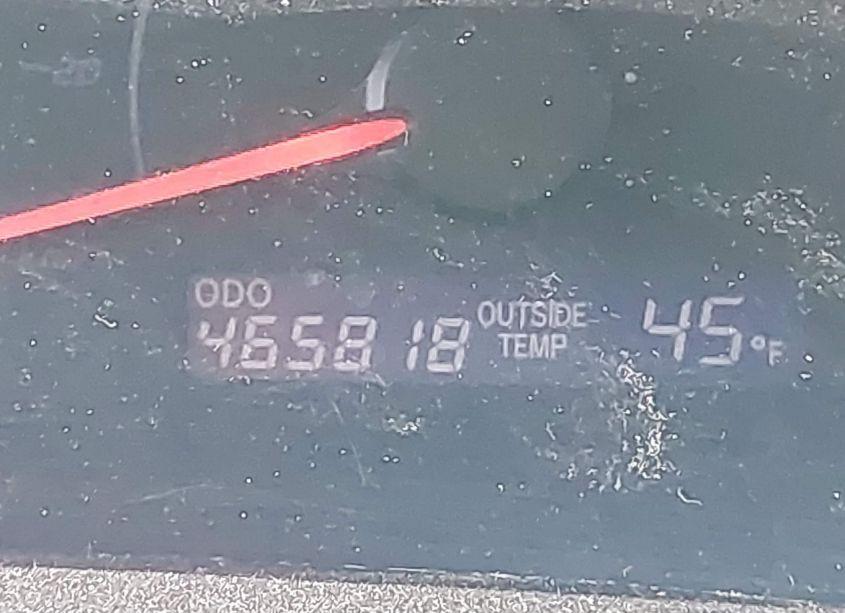 ODO
465818
OUTSIDE
TEMP
45°F